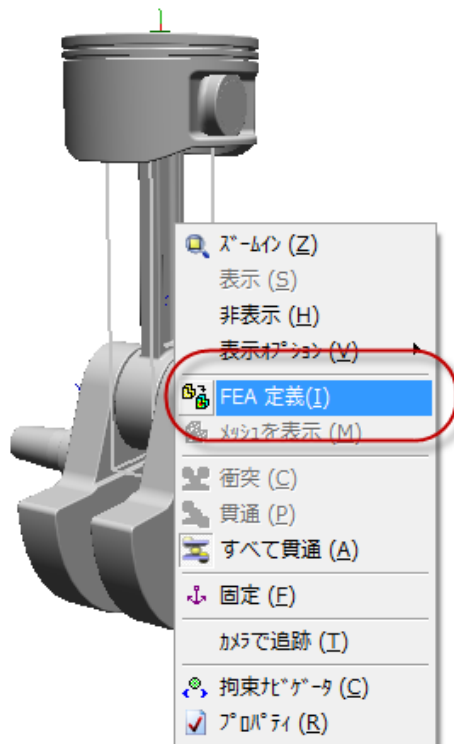 ｽﾞｰﾑｲﾝ (Z)
表示 (S)
非表示 (H)
表示ｵﾌﾟｼｮﾝ (V)
FEA 定義(I)
ﾒｯｼｭを表示 (M)
衝突 (C)
貫通 (P)
すべて貫通 (A)
固定 (F)
ｶﾒﾗで追跡 (T)
拘束ﾅﾋﾞｹﾞｰﾀ (C)
ﾌﾟﾛﾊﾟﾃｨ (R)